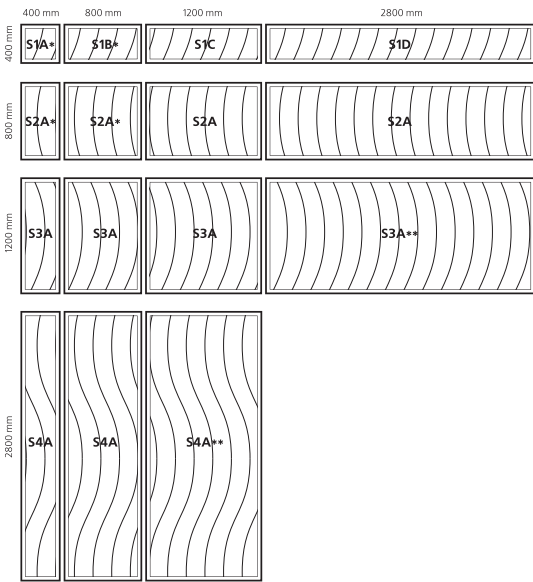 400 mm 800 mm 1200 mm 2800 mm
400 mm
S1A* S1B* S1C S1D
800 mm
S2A* S2A* S2A S2A
1200 mm
S3A S3A S3A S3A**
2800 mm
S4A S4A S4A**